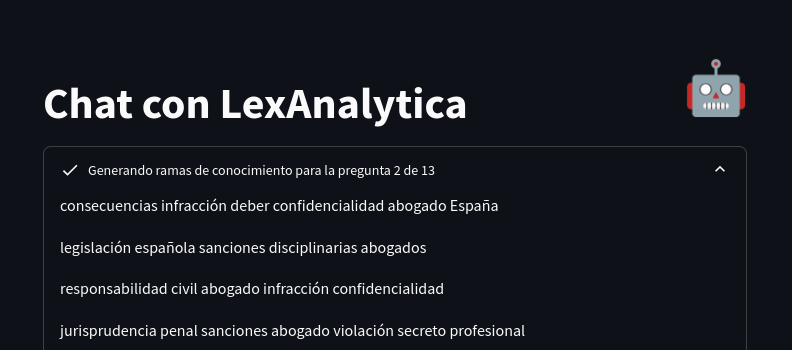 Chat con LexAnalytica
Generando ramas de conocimiento para la pregunta 2 de 13
consecuencias infracción deber confidencialidad abogado España
legislación española sanciones disciplinarias abogados
responsabilidad civil abogado infracción confidencialidad
jurisprudencia penal sanciones abogado violación secreto profesional